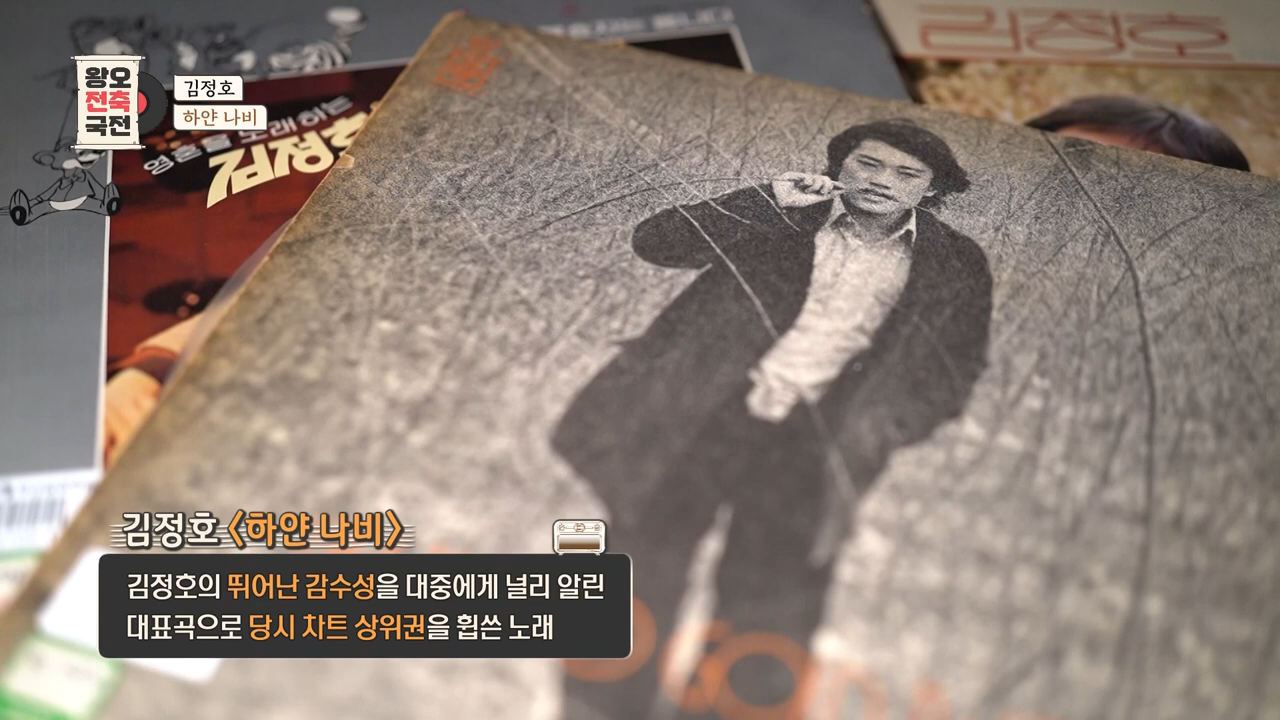 왕오
전축
국전
김정호
하얀 나비
영혼을 노래하는
김정호
김정호
김정호 〈하얀 나비〉
김정호의 뛰어난 감수성을 대중에게 널리 알린
대표곡으로 당시 차트 상위권을 휩쓴 노래